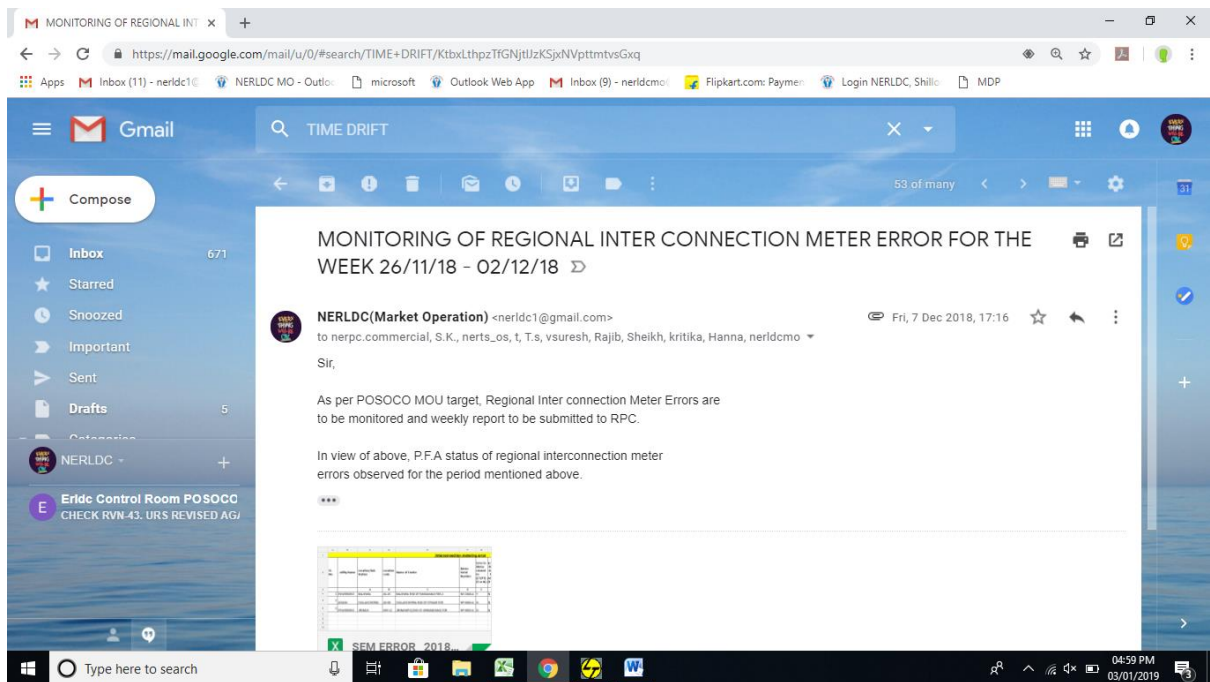 MONITORING OF REGIONAL INT
https://mail.google.com/mail/u/0/#search/TIME+DRIFT/KtbxLthpzTfGNjtlJzKSjxNVpttmtvsGxq
Apps Inbox (11) - nerldc1@ NERLDC MO - Outloo microsoft Outlook Web App Inbox (9) - nerldcmo Flipkart.com: Paymen Login NERLDC, Shillo MDP
Gmail
TIME DRIFT
53 of many
Compose
31
MONITORING OF REGIONAL INTER CONNECTION METER ERROR FOR THE
WEEK 26/11/18 - 02/12/18
Inbox 671
Starred
Snoozed
Important
Sent
Drafts 5
Categories
NERLDC
Erldc Control Room POSOCO
CHECK RVN-43. URS REVISED AGA
NERLDC(Market Operation) <nerldc1@gmail.com>
Fri, 7 Dec 2018, 17:16
to nerpc.commercial, S.K., nerts_os, t, T.s, vsuresh, Rajib, Sheikh, kritika, Hanna, nerldcmo
Sir,
As per POSOCO MOU target, Regional Inter connection Meter Errors are
to be monitored and weekly report to be submitted to RPC.
In view of above, P.F.A status of regional interconnection meter
errors observed for the period mentioned above.
SEM ERROR_2018...
Type here to search
04:59 PM
03/01/2019
3